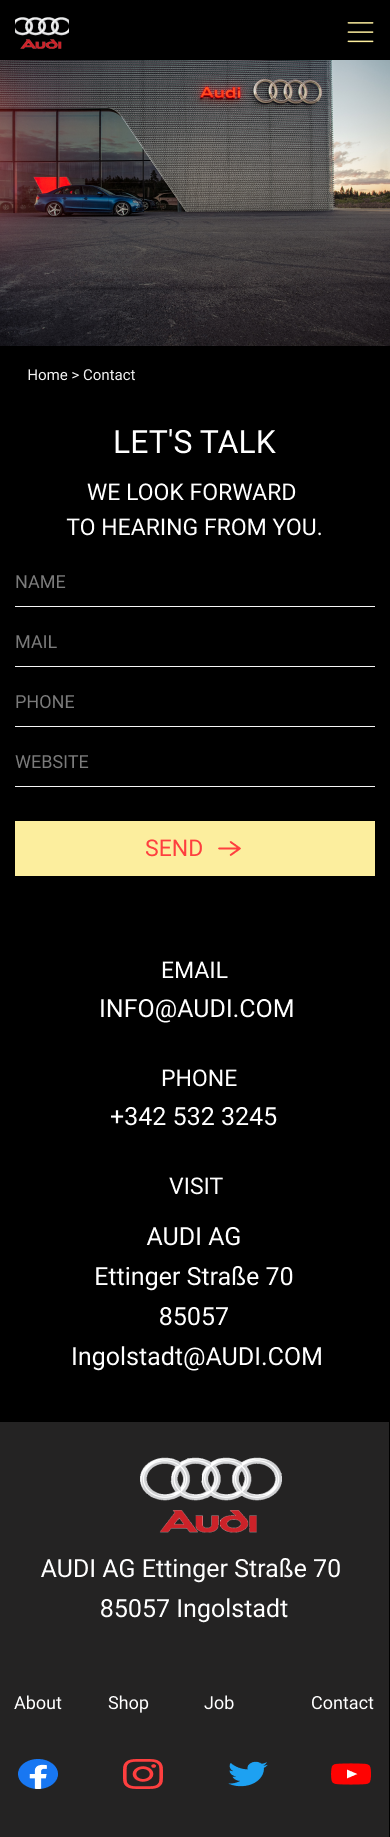 Audi
Audi
Home > Contact
LET'S TALK
WE LOOK FORWARD
TO HEARING FROM YOU.
NAME
MAIL
PHONE
WEBSITE
SEND
EMAIL
INFO@AUDI.COM
PHONE
+342 532 3245
VISIT
AUDI AG
Ettinger Straße 70
85057
Ingolstadt@AUDI.COM
Audi
AUDI AG Ettinger Straße 70
85057 Ingolstadt
About Shop Job Contact